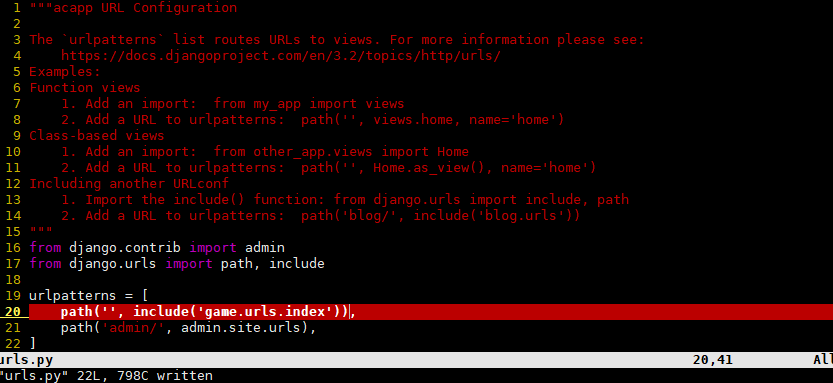 1 """acapp URL Configuration
2
3 The `urlpatterns` list routes URLs to views. For more information please see:
4     https://docs.djangoproject.com/en/3.2/topics/http/urls/
5 Examples:
6 Function views
7     1. Add an import:  from my_app import views
8     2. Add a URL to urlpatterns:  path('', views.home, name='home')
9 Class-based views
10     1. Add an import:  from other_app.views import Home
11     2. Add a URL to urlpatterns:  path('', Home.as_view(), name='home')
12 Including another URLconf
13     1. Import the include() function: from django.urls import include, path
14     2. Add a URL to urlpatterns:  path('blog/', include('blog.urls'))
15 """
16 from django.contrib import admin
17 from django.urls import path, include
18
19 urlpatterns = [
20     path('', include('game.urls.index')),
21     path('admin/', admin.site.urls),
22 ]
urls.py 20,41 All
"urls.py" 22L, 798C written